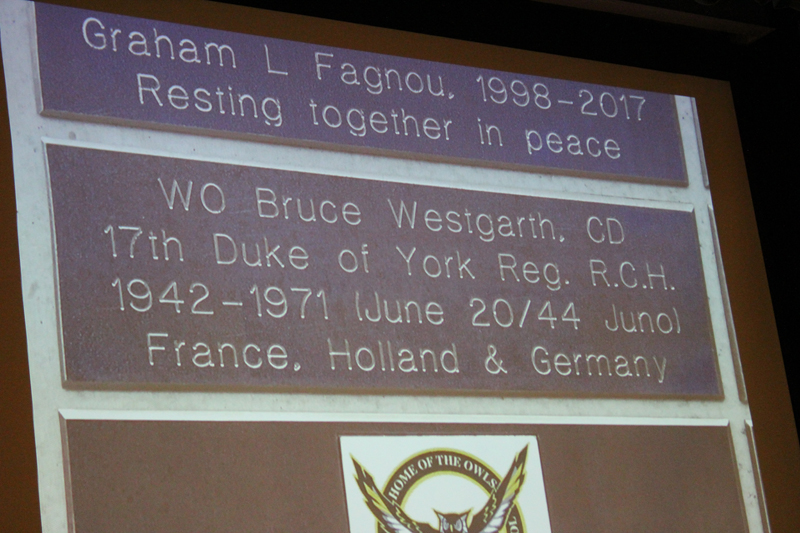 Graham L Fagnou, 1998-2017
Resting together in peace
WO Bruce Westgarth, CD
17th Duke of York Reg. R.C.H.
1942-1971 (June 20/44 Juno)
France, Holland & Germany
HOME OF THE OWLS